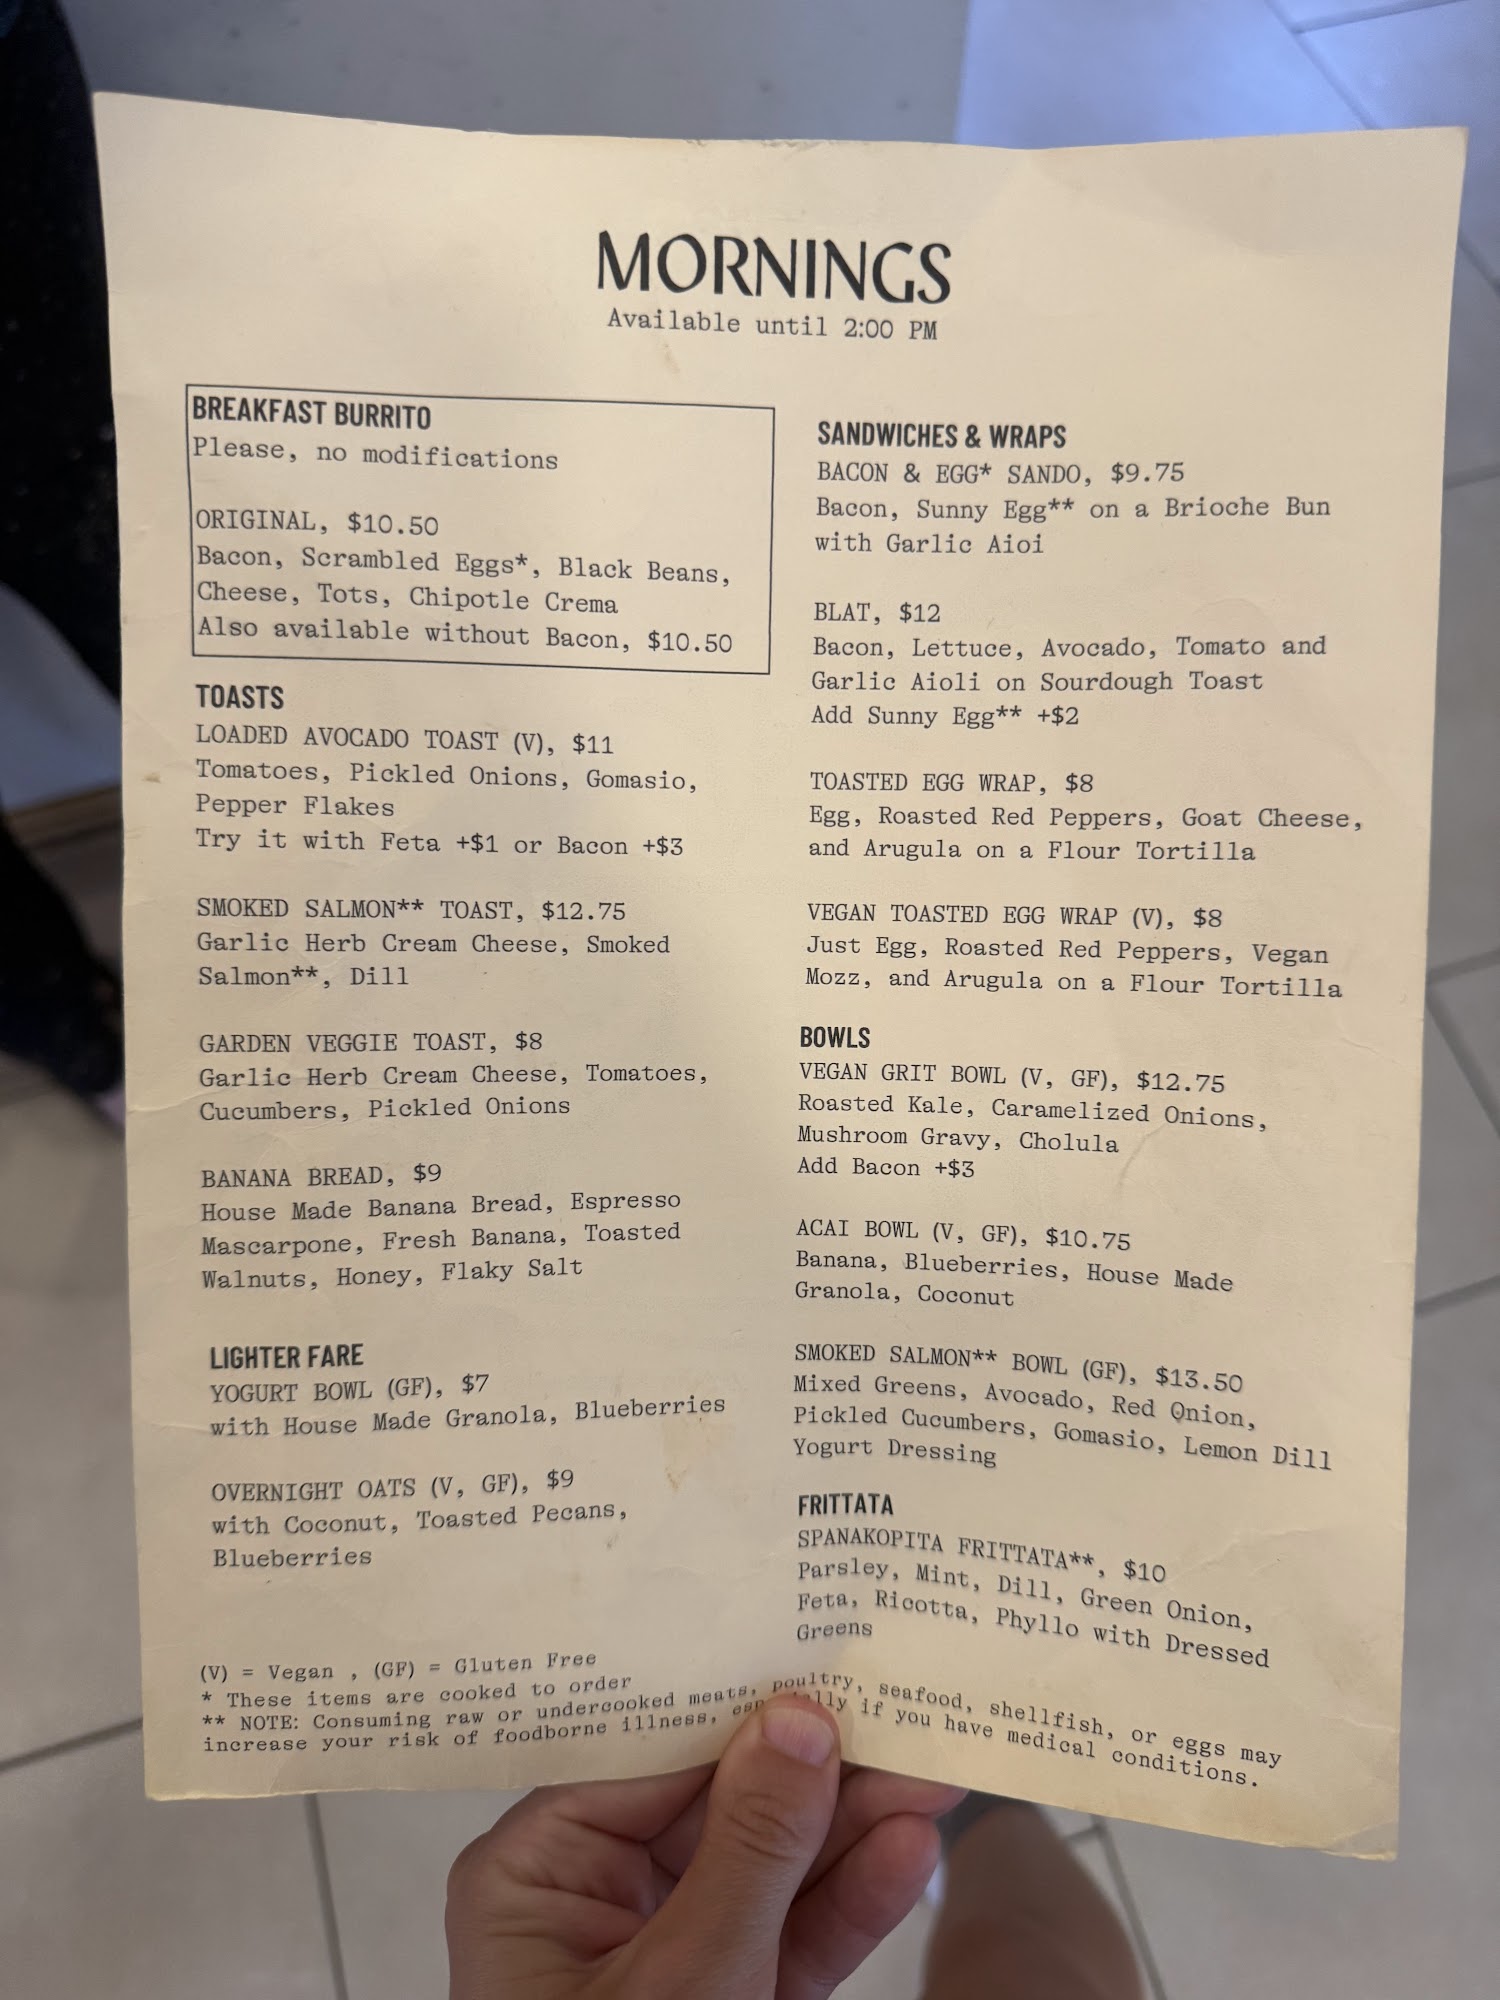 MORNINGS
Available until 2:00 PM
BREAKFAST BURRITO
Please, no modifications
ORIGINAL, $10.50
Bacon, Scrambled Eggs*, Black Beans,
Cheese, Tots, Chipotle Crema
Also available without Bacon, $10.50
TOASTS
LOADED AVOCADO TOAST (V), $11
Tomatoes, Pickled Onions, Gomasio,
Pepper Flakes
Try it with Feta +$1 or Bacon +$3
SMOKED SALMON** TOAST, $12.75
Garlic Herb Cream Cheese, Smoked
Salmon**, Dill
GARDEN VEGGIE TOAST, $8
Garlic Herb Cream Cheese, Tomatoes,
Cucumbers, Pickled Onions
BANANA BREAD, $9
House Made Banana Bread, Espresso
Mascarpone, Fresh Banana, Toasted
Walnuts, Honey, Flaky Salt
LIGHTER FARE
YOGURT BOWL (GF), $7
with House Made Granola, Blueberries
OVERNIGHT OATS (V, GF), $9
with Coconut, Toasted Pecans,
Blueberries
SANDWICHES & WRAPS
BACON & EGG* SANDO, $9.75
Bacon, Sunny Egg** on a Brioche Bun
with Garlic Aioi
BLAT, $12
Bacon, Lettuce, Avocado, Tomato and
Garlic Aioli on Sourdough Toast
Add Sunny Egg** +$2
TOASTED EGG WRAP, $8
Egg, Roasted Red Peppers, Goat Cheese,
and Arugula on a Flour Tortilla
VEGAN TOASTED EGG WRAP (V), $8
Just Egg, Roasted Red Peppers, Vegan
Mozz, and Arugula on a Flour Tortilla
BOWLS
VEGAN GRIT BOWL (V, GF), $12.75
Roasted Kale, Caramelized Onions,
Mushroom Gravy, Cholula
Add Bacon +$3
ACAI BOWL (V, GF), $10.75
Banana, Blueberries, House Made
Granola, Coconut
SMOKED SALMON** BOWL (GF), $13.50
Mixed Greens, Avocado, Red Onion,
Pickled Cucumbers, Gomasio, Lemon Dill
Yogurt Dressing
FRITTATA
SPANAKOPITA FRITTATA**, $10
Parsley, Mint, Dill, Green Onion,
Feta, Ricotta, Phyllo with Dressed
Greens
(V) = Vegan , (GF) = Gluten Free
* These items are cooked to order
** NOTE: Consuming raw or undercooked meats, poultry, seafood, shellfish, or eggs may
increase your risk of foodborne illness, if you have medical conditions.